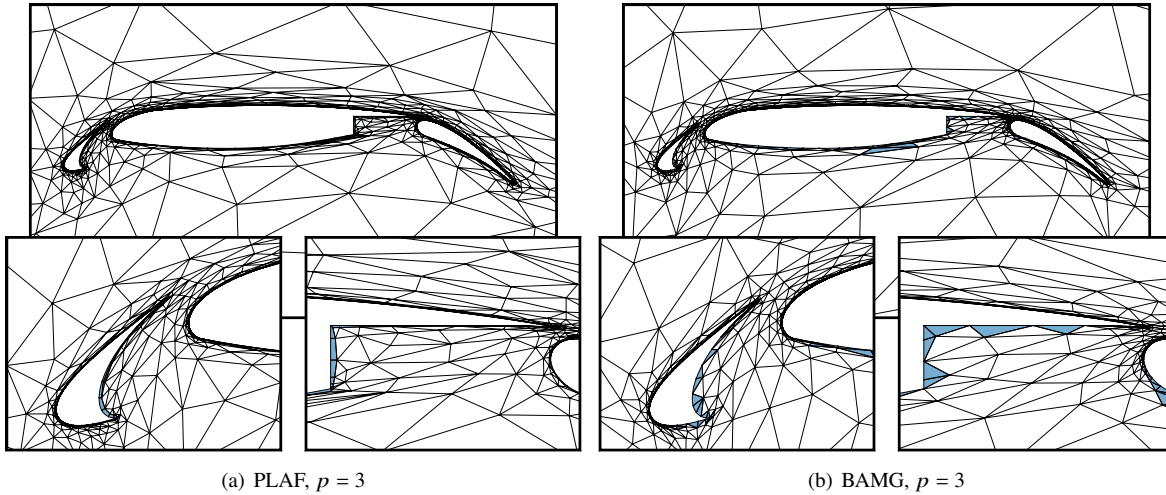 (a) PLAF, p = 3
(b) BAMG, p = 3